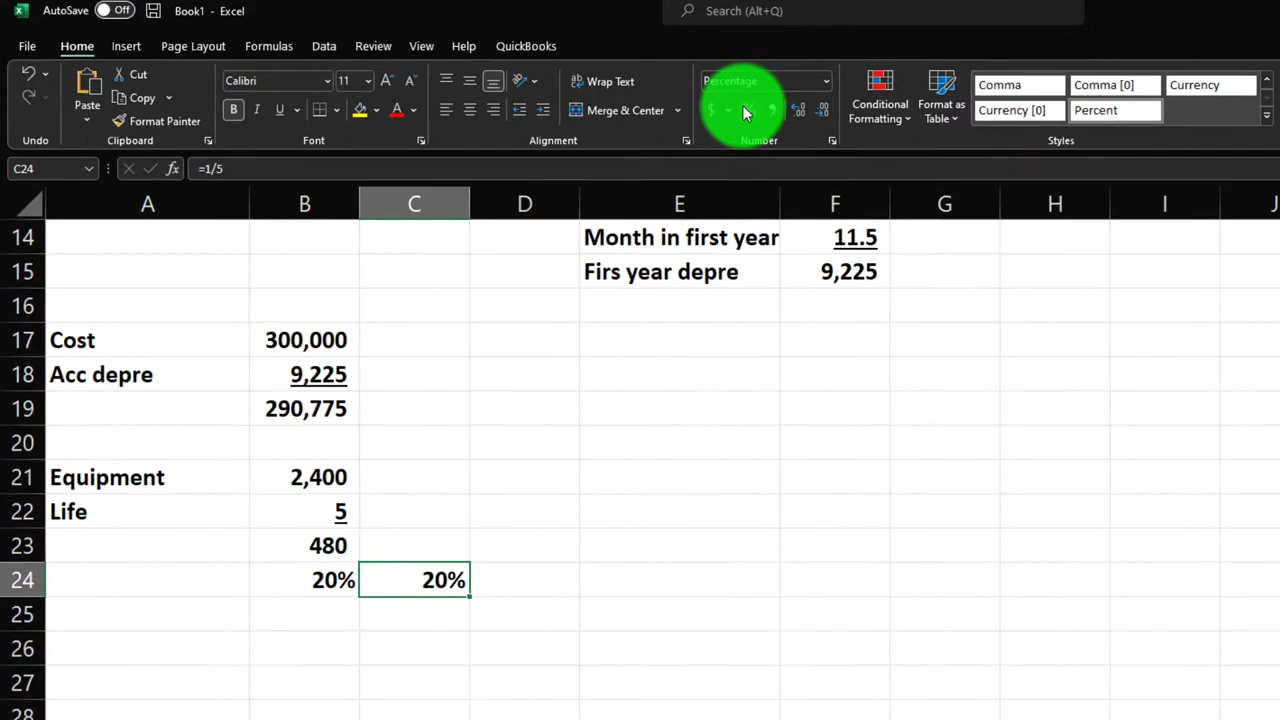 AutoSave Off Book1 - Excel Search (Alt+Q)
File Home Insert Page Layout Formulas Data Review View Help QuickBooks
Paste Cut Copy Format Painter
Calibri 11 A A
B I U A
Wrap Text
Merge & Center
Percentage
$
Conditional Formatting
Format as Table
Comma Comma [0] Currency
Currency [0] Percent
Undo Clipboard Font Alignment Number Styles
C24 fx =1/5
A B C D E F G H I J
14 Month in first year 11.5
15 Firs year depre 9,225
16
17 Cost 300,000
18 Acc depre 9,225
19 290,775
20
21 Equipment 2,400
22 Life 5
23 480
24 20% 20%
25
26
27
28